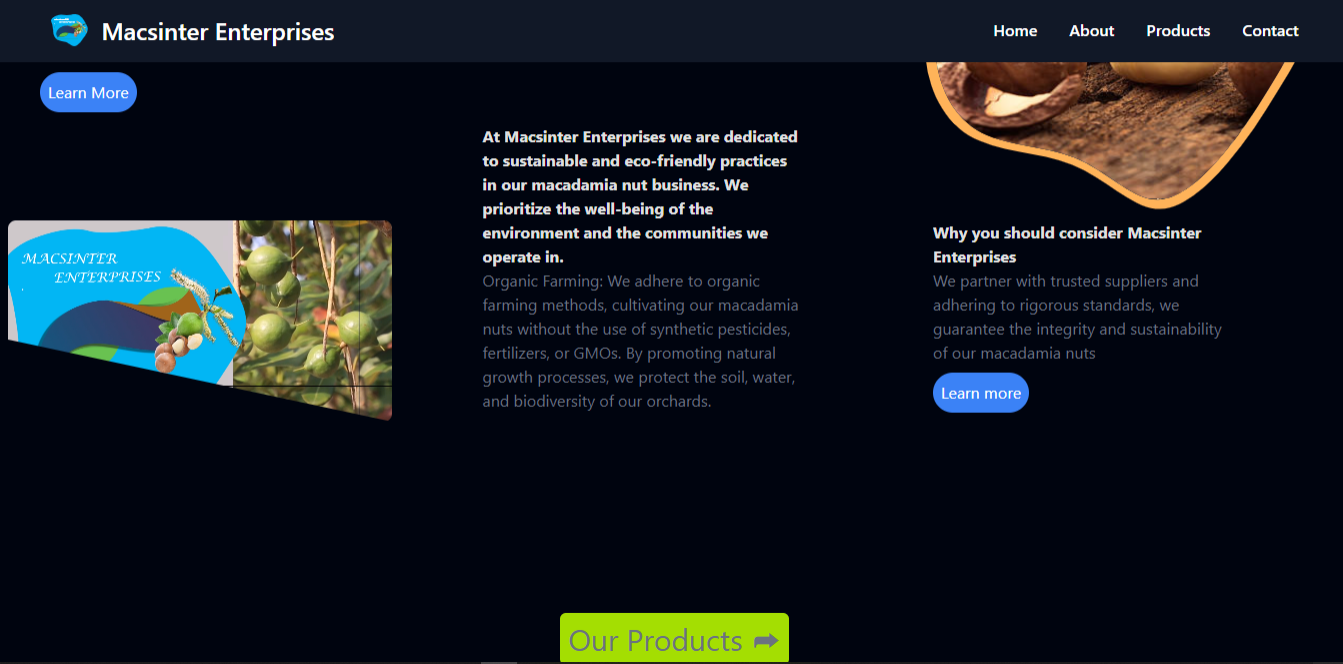 Macsinter Enterprises
Home
About
Products
Contact
Learn More
MACSINTER
ENTERPRISES
At Macsinter Enterprises we are dedicated
to sustainable and eco-friendly practices
in our macadamia nut business. We
prioritize the well-being of the
environment and the communities we
operate in.
Organic Farming: We adhere to organic
farming methods, cultivating our macadamia
nuts without the use of synthetic pesticides,
fertilizers, or GMOs. By promoting natural
growth processes, we protect the soil, water,
and biodiversity of our orchards.
Why you should consider Macsinter
Enterprises
We partner with trusted suppliers and
adhering to rigorous standards, we
guarantee the integrity and sustainability
of our macadamia nuts
Learn more
Our Products